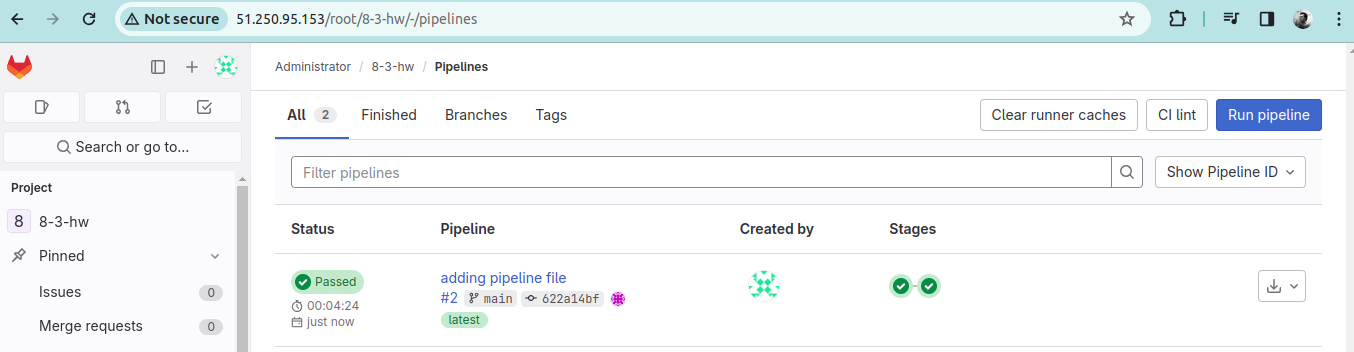 Not secure 51.250.95.153/root/8-3-hw/-/pipelines
Administrator / 8-3-hw / Pipelines
All 2 Finished Branches Tags Clear runner caches CI lint Run pipeline
Search or go to...
Filter pipelines Show Pipeline ID
Project
8 8-3-hw
Pinned
Issues 0
Merge requests 0
Status Pipeline Created by Stages
Passed
00:04:24
just now
adding pipeline file
#2 main 622a14bf
latest